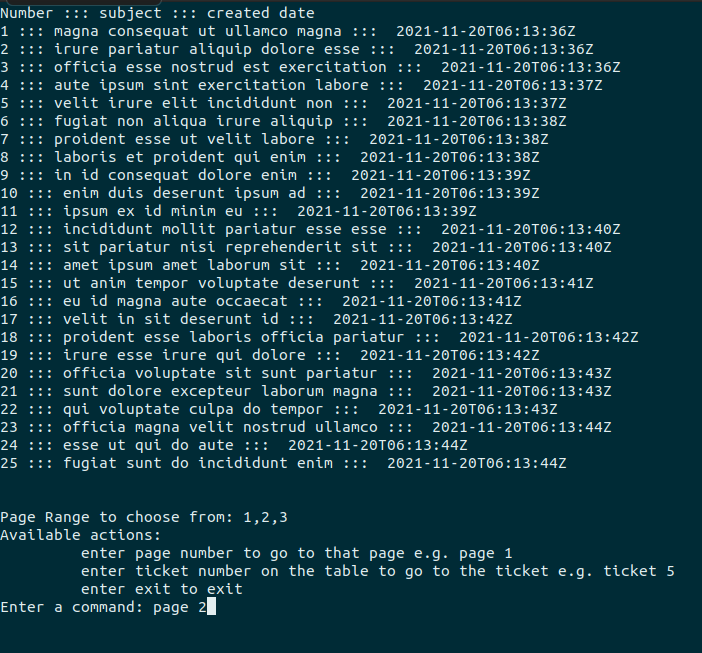 Number ::: subject ::: created date
1 ::: magna consequat ut ullamco magna :::  2021-11-20T06:13:36Z
2 ::: irure pariatur aliquip dolore esse :::  2021-11-20T06:13:36Z
3 ::: officia esse nostrud est exercitation :::  2021-11-20T06:13:36Z
4 ::: aute ipsum sint exercitation labore :::  2021-11-20T06:13:37Z
5 ::: velit irure elit incididunt non :::  2021-11-20T06:13:37Z
6 ::: fugiat non aliqua irure aliquip :::  2021-11-20T06:13:38Z
7 ::: proident esse ut velit labore :::  2021-11-20T06:13:38Z
8 ::: laboris et proident qui enim :::  2021-11-20T06:13:38Z
9 ::: in id consequat dolore enim :::  2021-11-20T06:13:39Z
10 ::: enim duis deserunt ipsum ad :::  2021-11-20T06:13:39Z
11 ::: ipsum ex id minim eu :::  2021-11-20T06:13:39Z
12 ::: incididunt mollit pariatur esse esse :::  2021-11-20T06:13:40Z
13 ::: sit pariatur nisi reprehenderit sit :::  2021-11-20T06:13:40Z
14 ::: amet ipsum amet laborum sit :::  2021-11-20T06:13:40Z
15 ::: ut anim tempor voluptate deserunt :::  2021-11-20T06:13:41Z
16 ::: eu id magna aute occaecat :::  2021-11-20T06:13:41Z
17 ::: velit in sit deserunt id :::  2021-11-20T06:13:42Z
18 ::: proident esse laboris officia pariatur :::  2021-11-20T06:13:42Z
19 ::: irure esse irure qui dolore :::  2021-11-20T06:13:42Z
20 ::: officia voluptate sit sunt pariatur :::  2021-11-20T06:13:43Z
21 ::: sunt dolore excepteur laborum magna :::  2021-11-20T06:13:43Z
22 ::: qui voluptate culpa do tempor :::  2021-11-20T06:13:43Z
23 ::: officia magna velit nostrud ullamco :::  2021-11-20T06:13:44Z
24 ::: esse ut qui do aute :::  2021-11-20T06:13:44Z
25 ::: fugiat sunt do incididunt enim :::  2021-11-20T06:13:44Z
Page Range to choose from: 1,2,3
Available actions:
enter page number to go to that page e.g. page 1
enter ticket number on the table to go to the ticket e.g. ticket 5
enter exit to exit
Enter a command: page 2